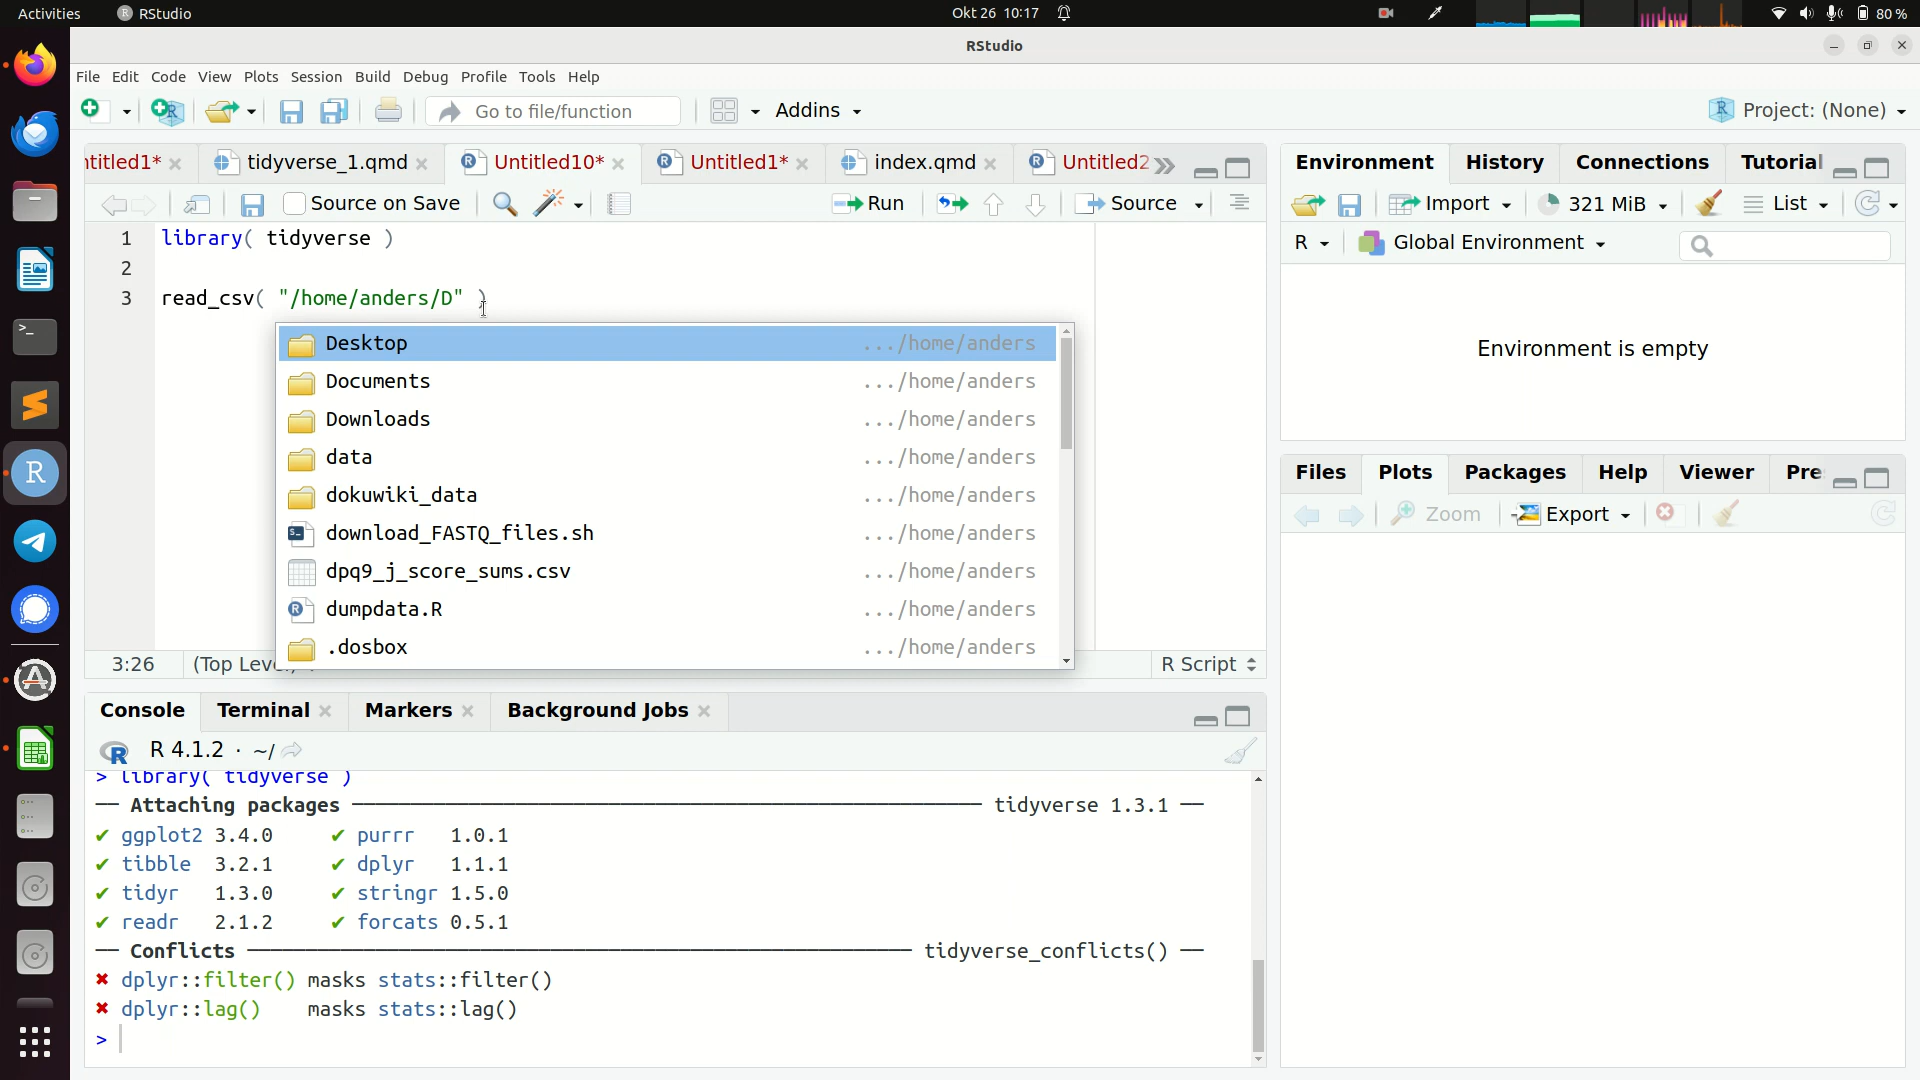 Activities RStudio Okt 26 10:17 80 %
RStudio
File Edit Code View Plots Session Build Debug Profile Tools Help
Go to file/function Addins Project: (None)
ntitled1* tidyverse_1.qmd Untitled10* Untitled1* index.qmd Untitled2
Source on Save Run Source
1 library( tidyverse )
2
3 read_csv( "/home/anders/D" )
Desktop .../home/anders
Documents .../home/anders
Downloads .../home/anders
data .../home/anders
dokuwiki_data .../home/anders
download_FASTQ_files.sh .../home/anders
dpq9_j_score_sums.csv .../home/anders
dumpdata.R .../home/anders
.dosbox .../home/anders
3:26 (Top Leve R Script
Console Terminal Markers Background Jobs
R 4.1.2 · ~/
> library( tidyverse )
── Attaching packages ── tidyverse 1.3.1 ──
✔ ggplot2 3.4.0 ✔ purrr 1.0.1
✔ tibble 3.2.1 ✔ dplyr 1.1.1
✔ tidyr 1.3.0 ✔ stringr 1.5.0
✔ readr 2.1.2 ✔ forcats 0.5.1
── Conflicts ── tidyverse_conflicts() ──
✖ dplyr::filter() masks stats::filter()
✖ dplyr::lag() masks stats::lag()
>
Environment History Connections Tutorial
Import 321 MiB List
R Global Environment
Environment is empty
Files Plots Packages Help Viewer Pre
Zoom Export